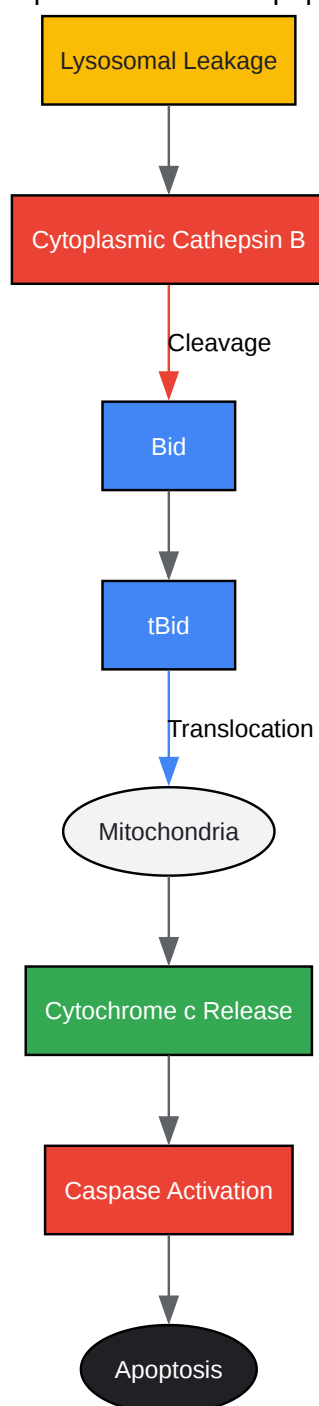 Lysosomal Leakage
Cytoplasmic Cathepsin B
Cleavage
Bid
tBid
Translocation
Mitochondria
Cytochrome c Release
Caspase Activation
Apoptosis